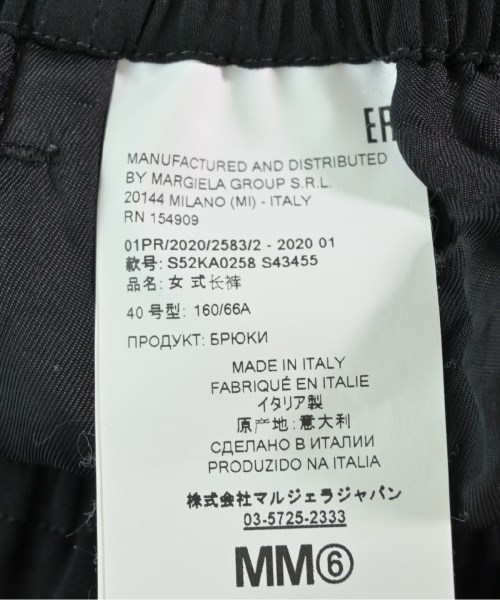 MANUFACTURED AND DISTRIBUTED
BY MARGIELA GROUP S.R.L.
20144 MILANO (MI) - ITALY
RN 154909
01PR/2020/2583/2 - 2020 01
款号: S52KA0258 S43455
品名: 女 式长裤
40 号型: 160/66A
ПРОДУКТ: БРЮКИ
MADE IN ITALY
FABRIQUÉ EN ITALIE
イタリア製
原产地: 意大利
СДЕЛАНО В ИТАЛИИ
PRODUZIDO NA ITALIA
株式会社マルジェラジャパン
03-5725-2333
MM⑥